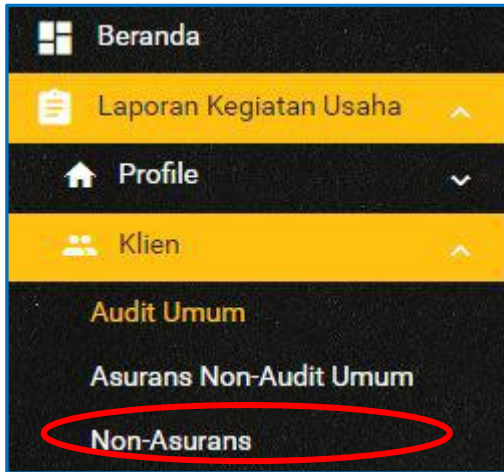 Beranda
Laporan Kegiatan Usaha
Profile
Klien
Audit Umum
Asurans Non-Audit Umum
Non-Asurans